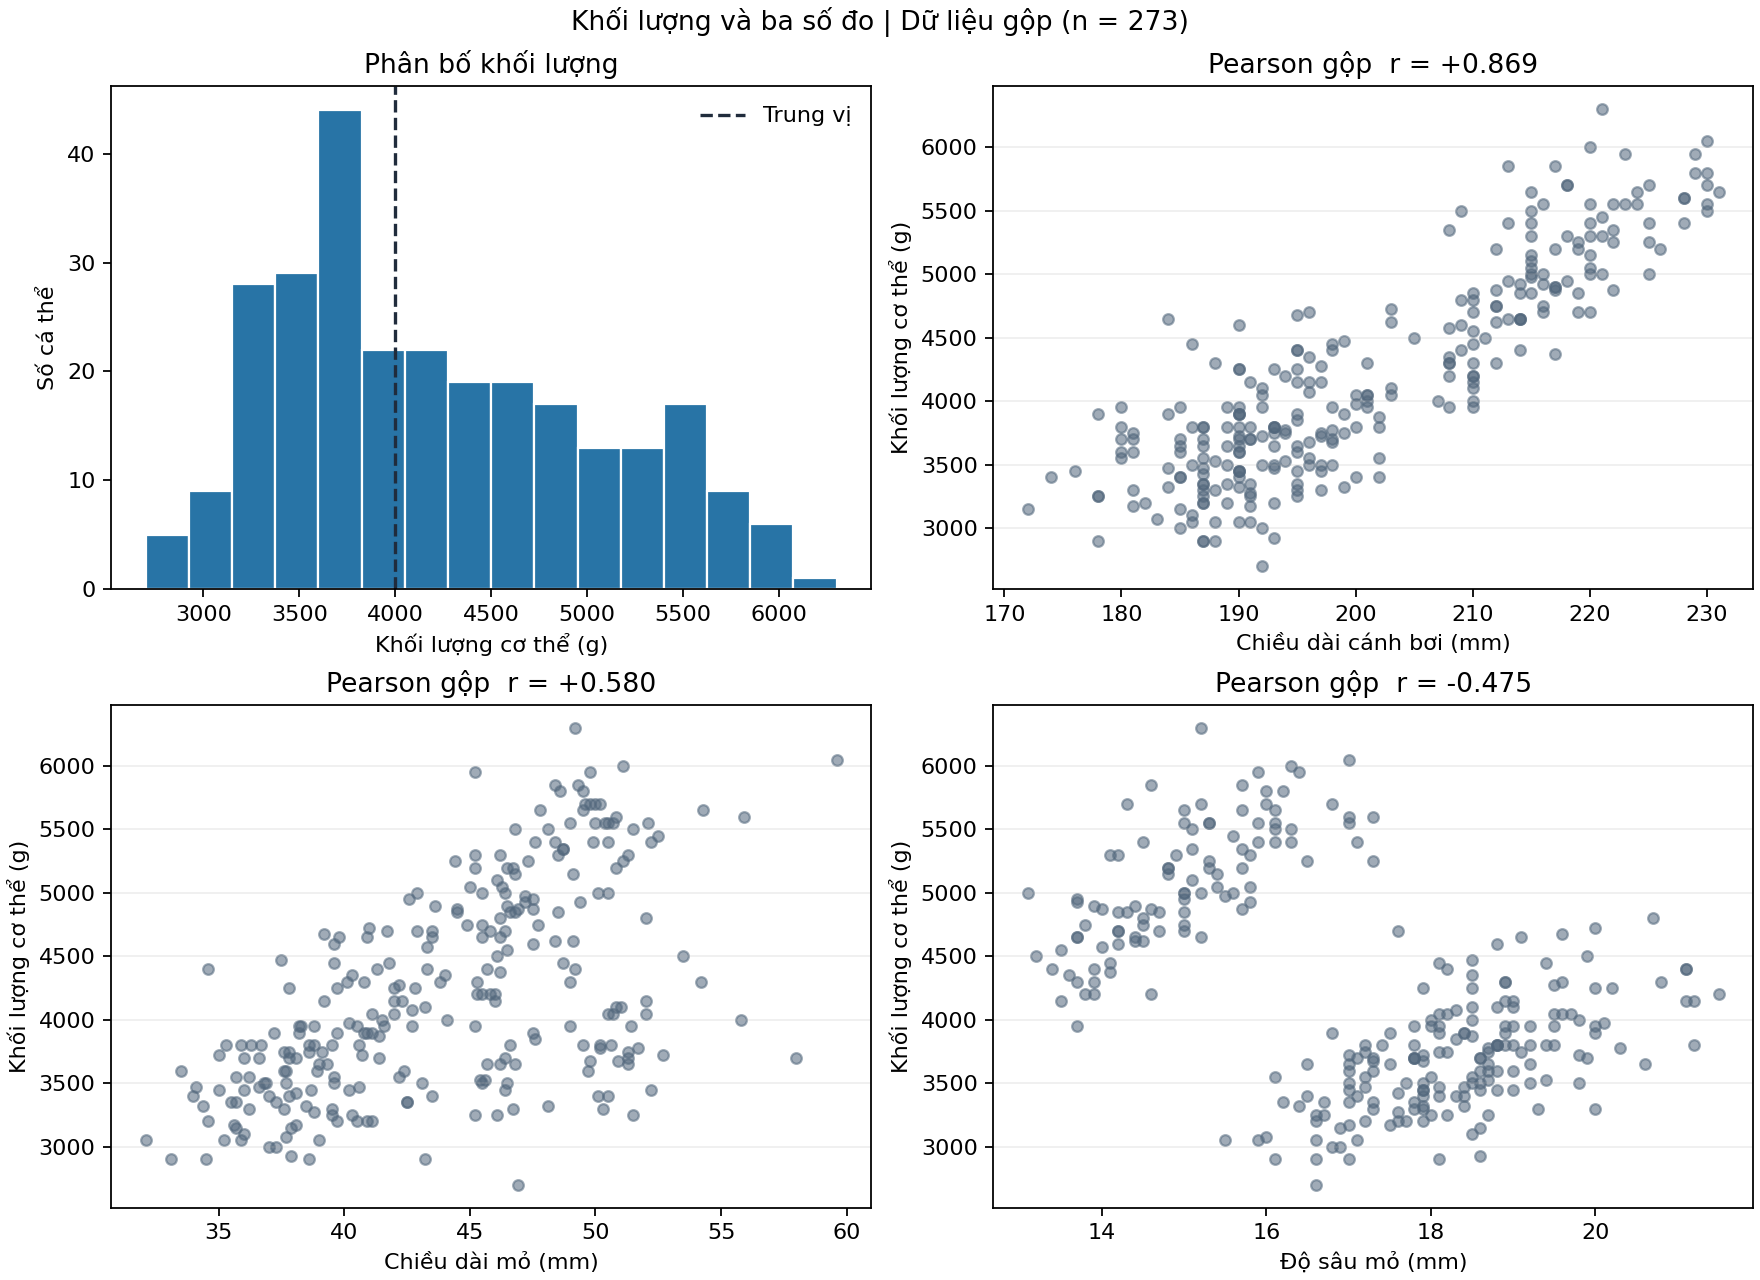 Khối lượng và ba số đo | Dữ liệu gộp (n = 273)
Phân bố khối lượng
Trung vị
Số cá thể
0
10
20
30
40
3000 3500 4000 4500 5000 5500 6000
Khối lượng cơ thể (g)
Pearson gộp r = +0.869
Khối lượng cơ thể (g)
6000
5500
5000
4500
4000
3500
3000
170 180 190 200 210 220 230
Chiều dài cánh bơi (mm)
Pearson gộp r = +0.580
Khối lượng cơ thể (g)
6000
5500
5000
4500
4000
3500
3000
35 40 45 50 55 60
Chiều dài mỏ (mm)
Pearson gộp r = -0.475
Khối lượng cơ thể (g)
6000
5500
5000
4500
4000
3500
3000
14 16 18 20
Độ sâu mỏ (mm)